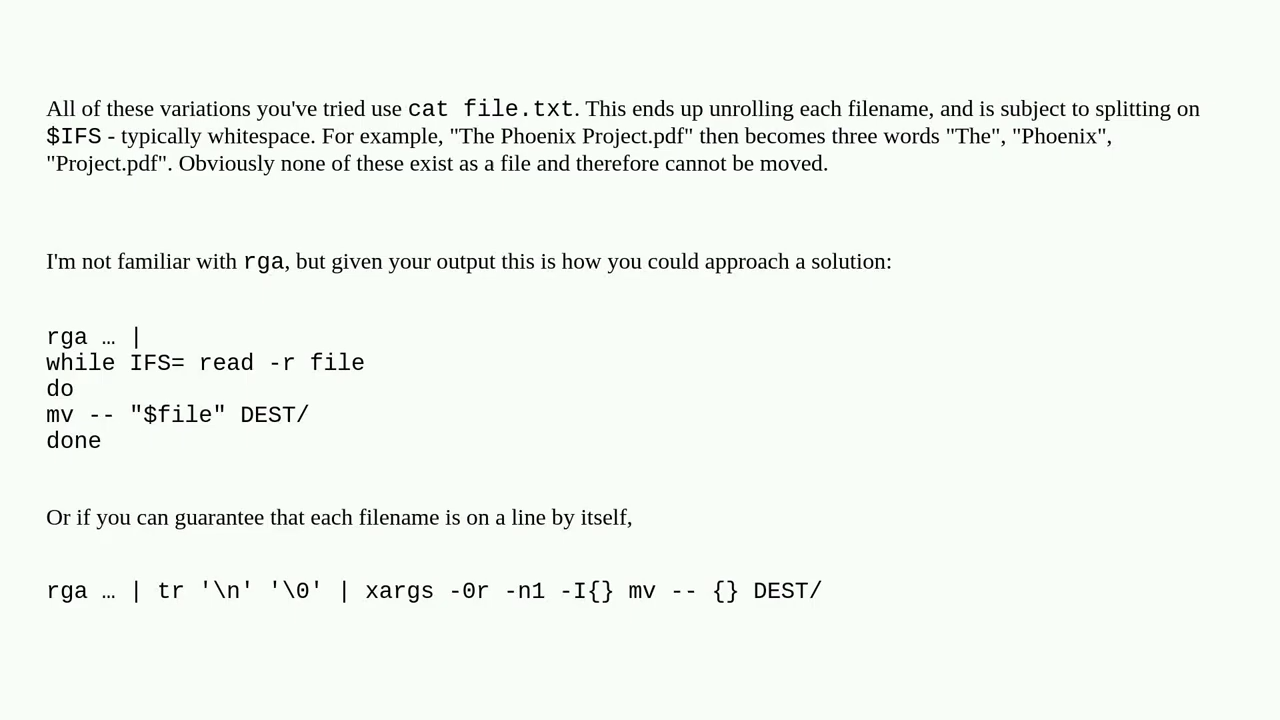 All of these variations you've tried use cat file.txt. This ends up unrolling each filename, and is subject to splitting on
$IFS - typically whitespace. For example, "The Phoenix Project.pdf" then becomes three words "The", "Phoenix",
"Project.pdf". Obviously none of these exist as a file and therefore cannot be moved.
I'm not familiar with rga, but given your output this is how you could approach a solution:
rga … |
while IFS= read -r file
do
mv -- "$file" DEST/
done
Or if you can guarantee that each filename is on a line by itself,
rga … | tr '\n' '\0' | xargs -0r -n1 -I{} mv -- {} DEST/